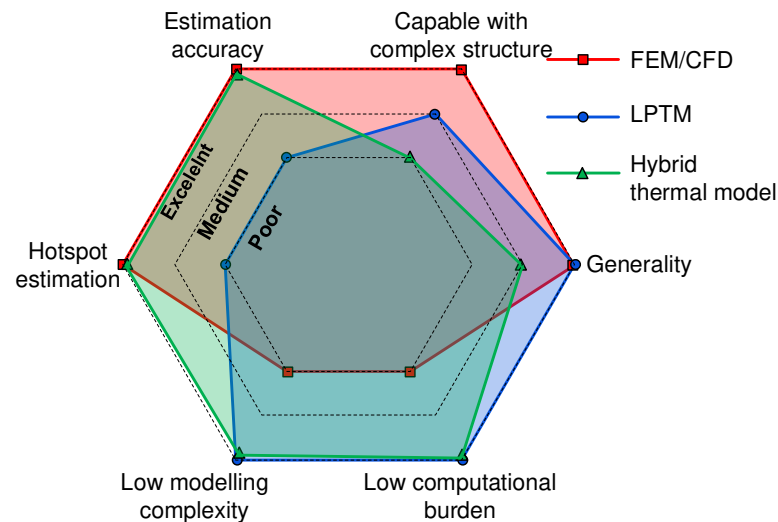 Estimation
accuracy
Capable with
complex structure
FEM/CFD
LPTM
Hybrid
thermal model
Exceleint
Medium
Poor
Hotspot
estimation
Generality
Low modelling
complexity
Low computational
burden